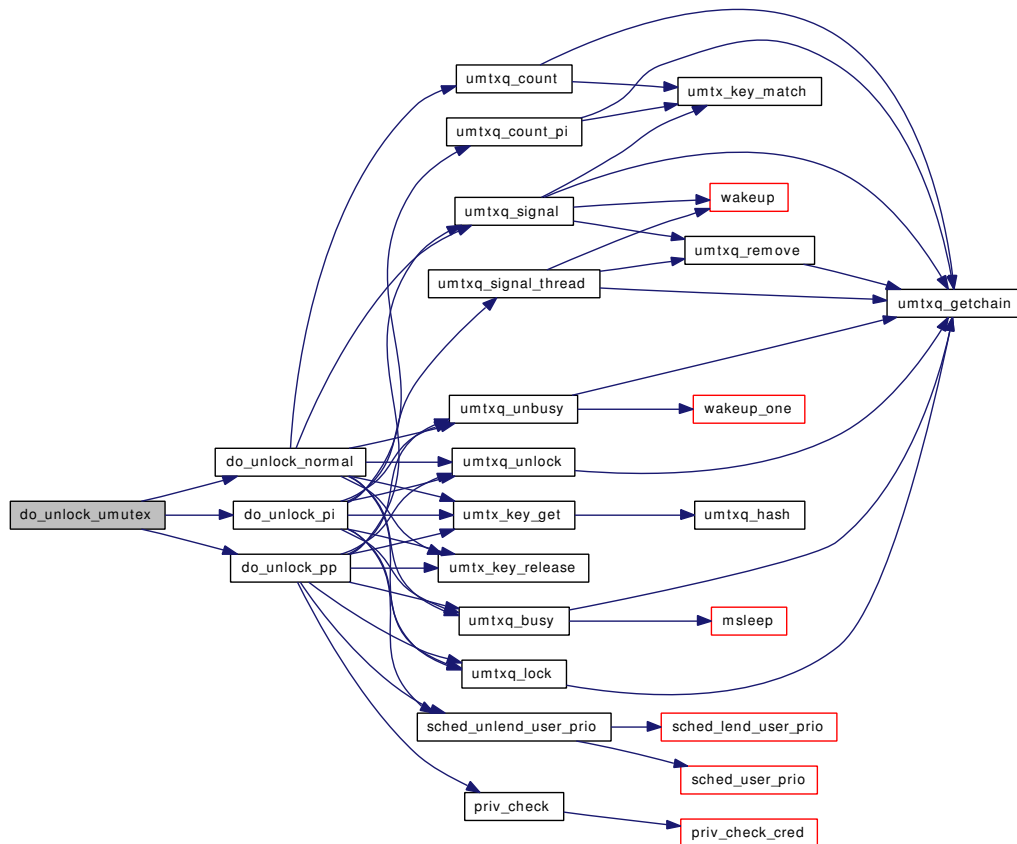 umtxq_count
umtx_key_match
umtxq_count_pi
wakeup
umtxq_signal
umtxq_remove
umtxq_signal_thread
umtxq_getchain
umtxq_unbusy
wakeup_one
do_unlock_normal
umtxq_unlock
do_unlock_umutex
do_unlock_pi
umtx_key_get
umtxq_hash
do_unlock_pp
umtx_key_release
umtxq_busy
msleep
umtxq_lock
sched_unlend_user_prio
sched_lend_user_prio
sched_user_prio
priv_check
priv_check_cred